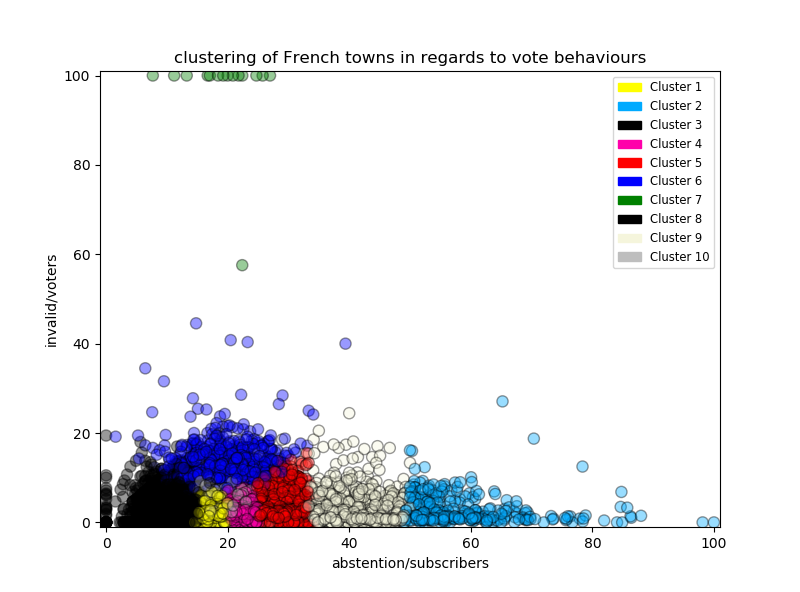 clustering of French towns in regards to vote behaviours
100
80
60
40
20
0
invalid/voters
0 20 40 60 80 100
abstention/subscribers
Cluster 1
Cluster 2
Cluster 3
Cluster 4
Cluster 5
Cluster 6
Cluster 7
Cluster 8
Cluster 9
Cluster 10